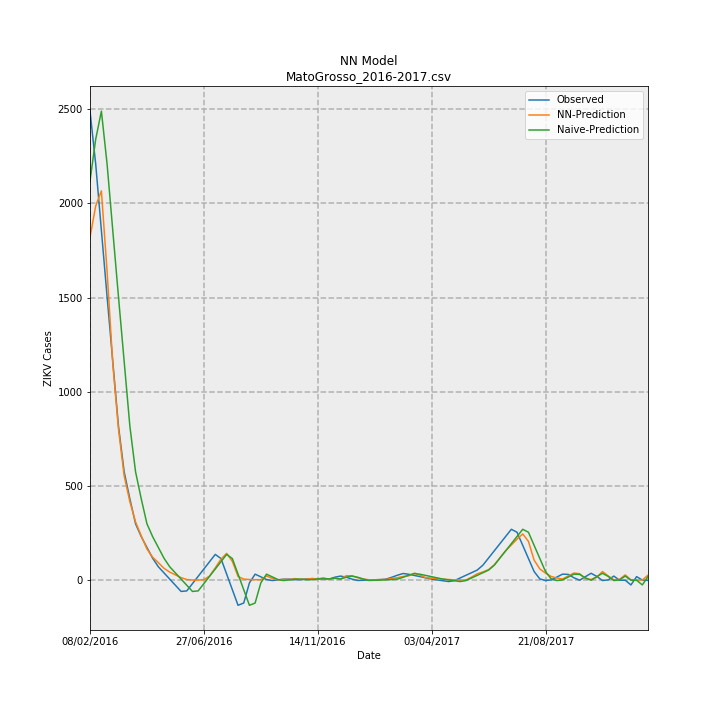 NN Model
MatoGrosso_2016-2017.csv
Observed
NN-Prediction
Naive-Prediction
2500
2000
1500
1000
500
0
ZIKV Cases
08/02/2016
27/06/2016
14/11/2016
03/04/2017
21/08/2017
Date